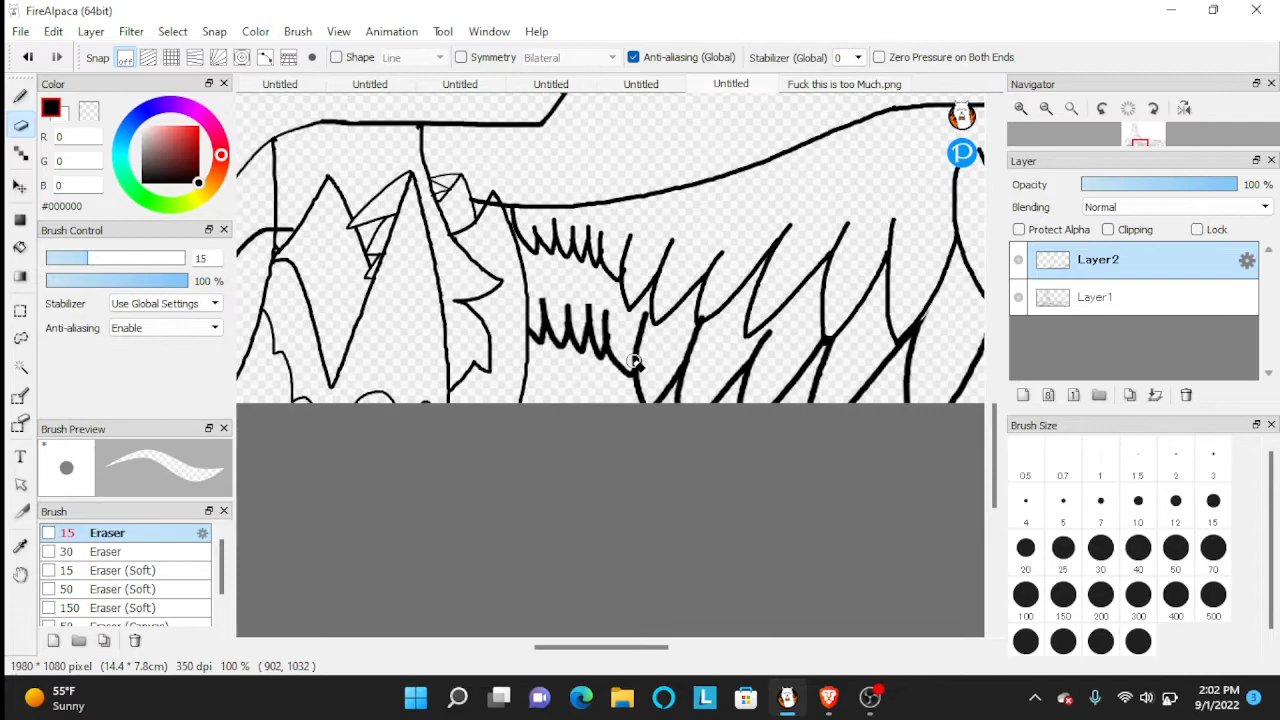 FireAlpaca (64bit)
File Edit Layer Filter Select Snap Color Brush View Animation Tool Window Help
Snap off Shape Line Symmetry Bilateral Anti-aliasing (Global) Stabilizer (Global) 0 Zero Pressure on Both Ends
Color
Untitled Untitled Untitled Untitled Untitled Untitled Fuck this is too Much.png
R 0
G 0
B 0
#000000
Brush Control
15
100 %
Stabilizer Use Global Settings
Anti-aliasing Enable
Brush Preview
*
Brush
15 Eraser
30 Eraser
15 Eraser (Soft)
50 Eraser (Soft)
150 Eraser (Soft)
P
Navigator
Layer
Opacity 100 %
Blending Normal
Protect Alpha Clipping Lock
Layer2
Layer1
8 1
Brush Size
0.5 0.7 1 1.5 2 3
4 5 7 10 12 15
20 25 30 40 50 70
100 150 200 300 400 500
T
1980 * 1080 pixel (14.4 * 7.8cm) 350 dpi 100 % ( 902, 1032 )
55°F
Sunny
L
2:02 PM
9/1/2022
3